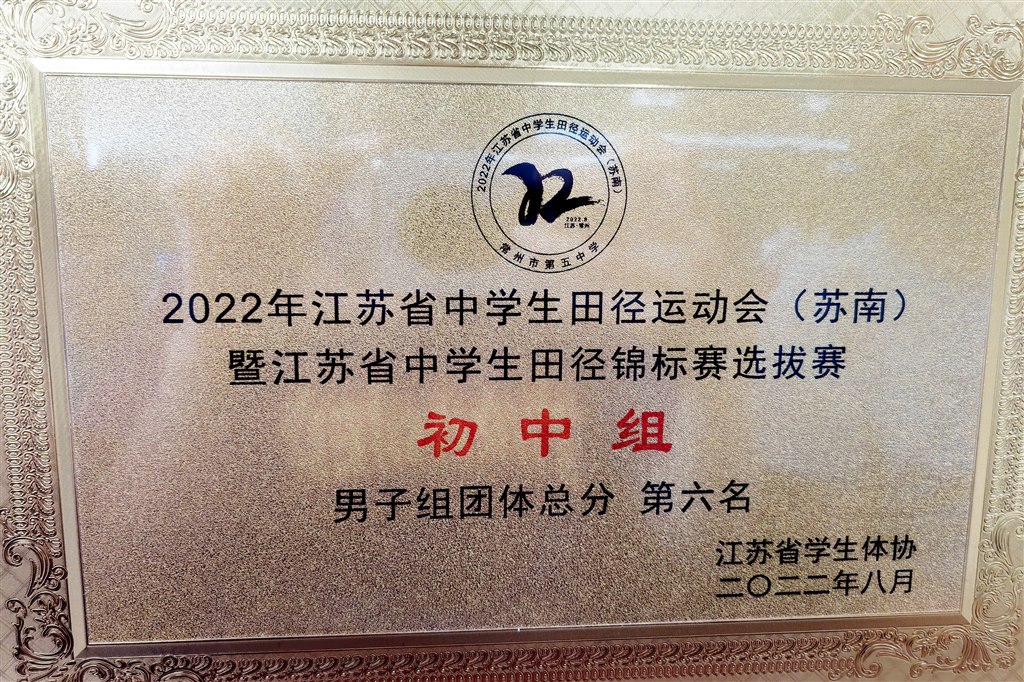 2022年江苏省中学生田径运动会（苏南）
2022.8
江苏·常州
常州市第五中学
2022年江苏省中学生田径运动会（苏南）
暨江苏省中学生田径锦标赛选拔赛
初中组
男子组团体总分 第六名
江苏省学生体协
二〇二二年八月